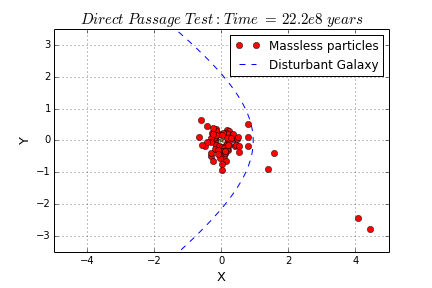 Direct Passage Test: Time = 22.2e8 years
Massless particles
Disturbant Galaxy
3
2
1
0
−1
−2
−3
Y
−4
−2
0
2
4
X